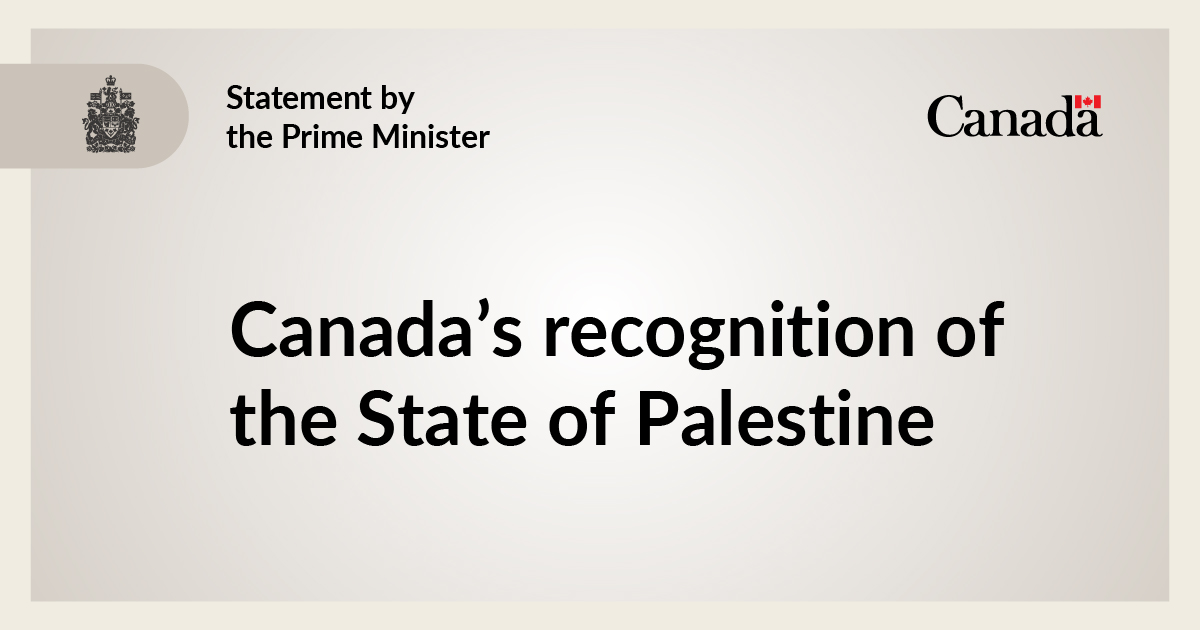 Statement by
the Prime Minister
Canada
Canada’s recognition of
the State of Palestine